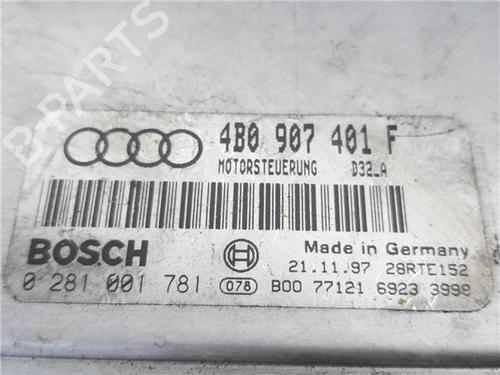 B-PARTS
4B0 907 401 F
MOTORSTEUERUNG D32_A
BOSCH
Made in Germany
21.11.97 28RTE152
0 281 001 781 078 B00 77121 6923 3999